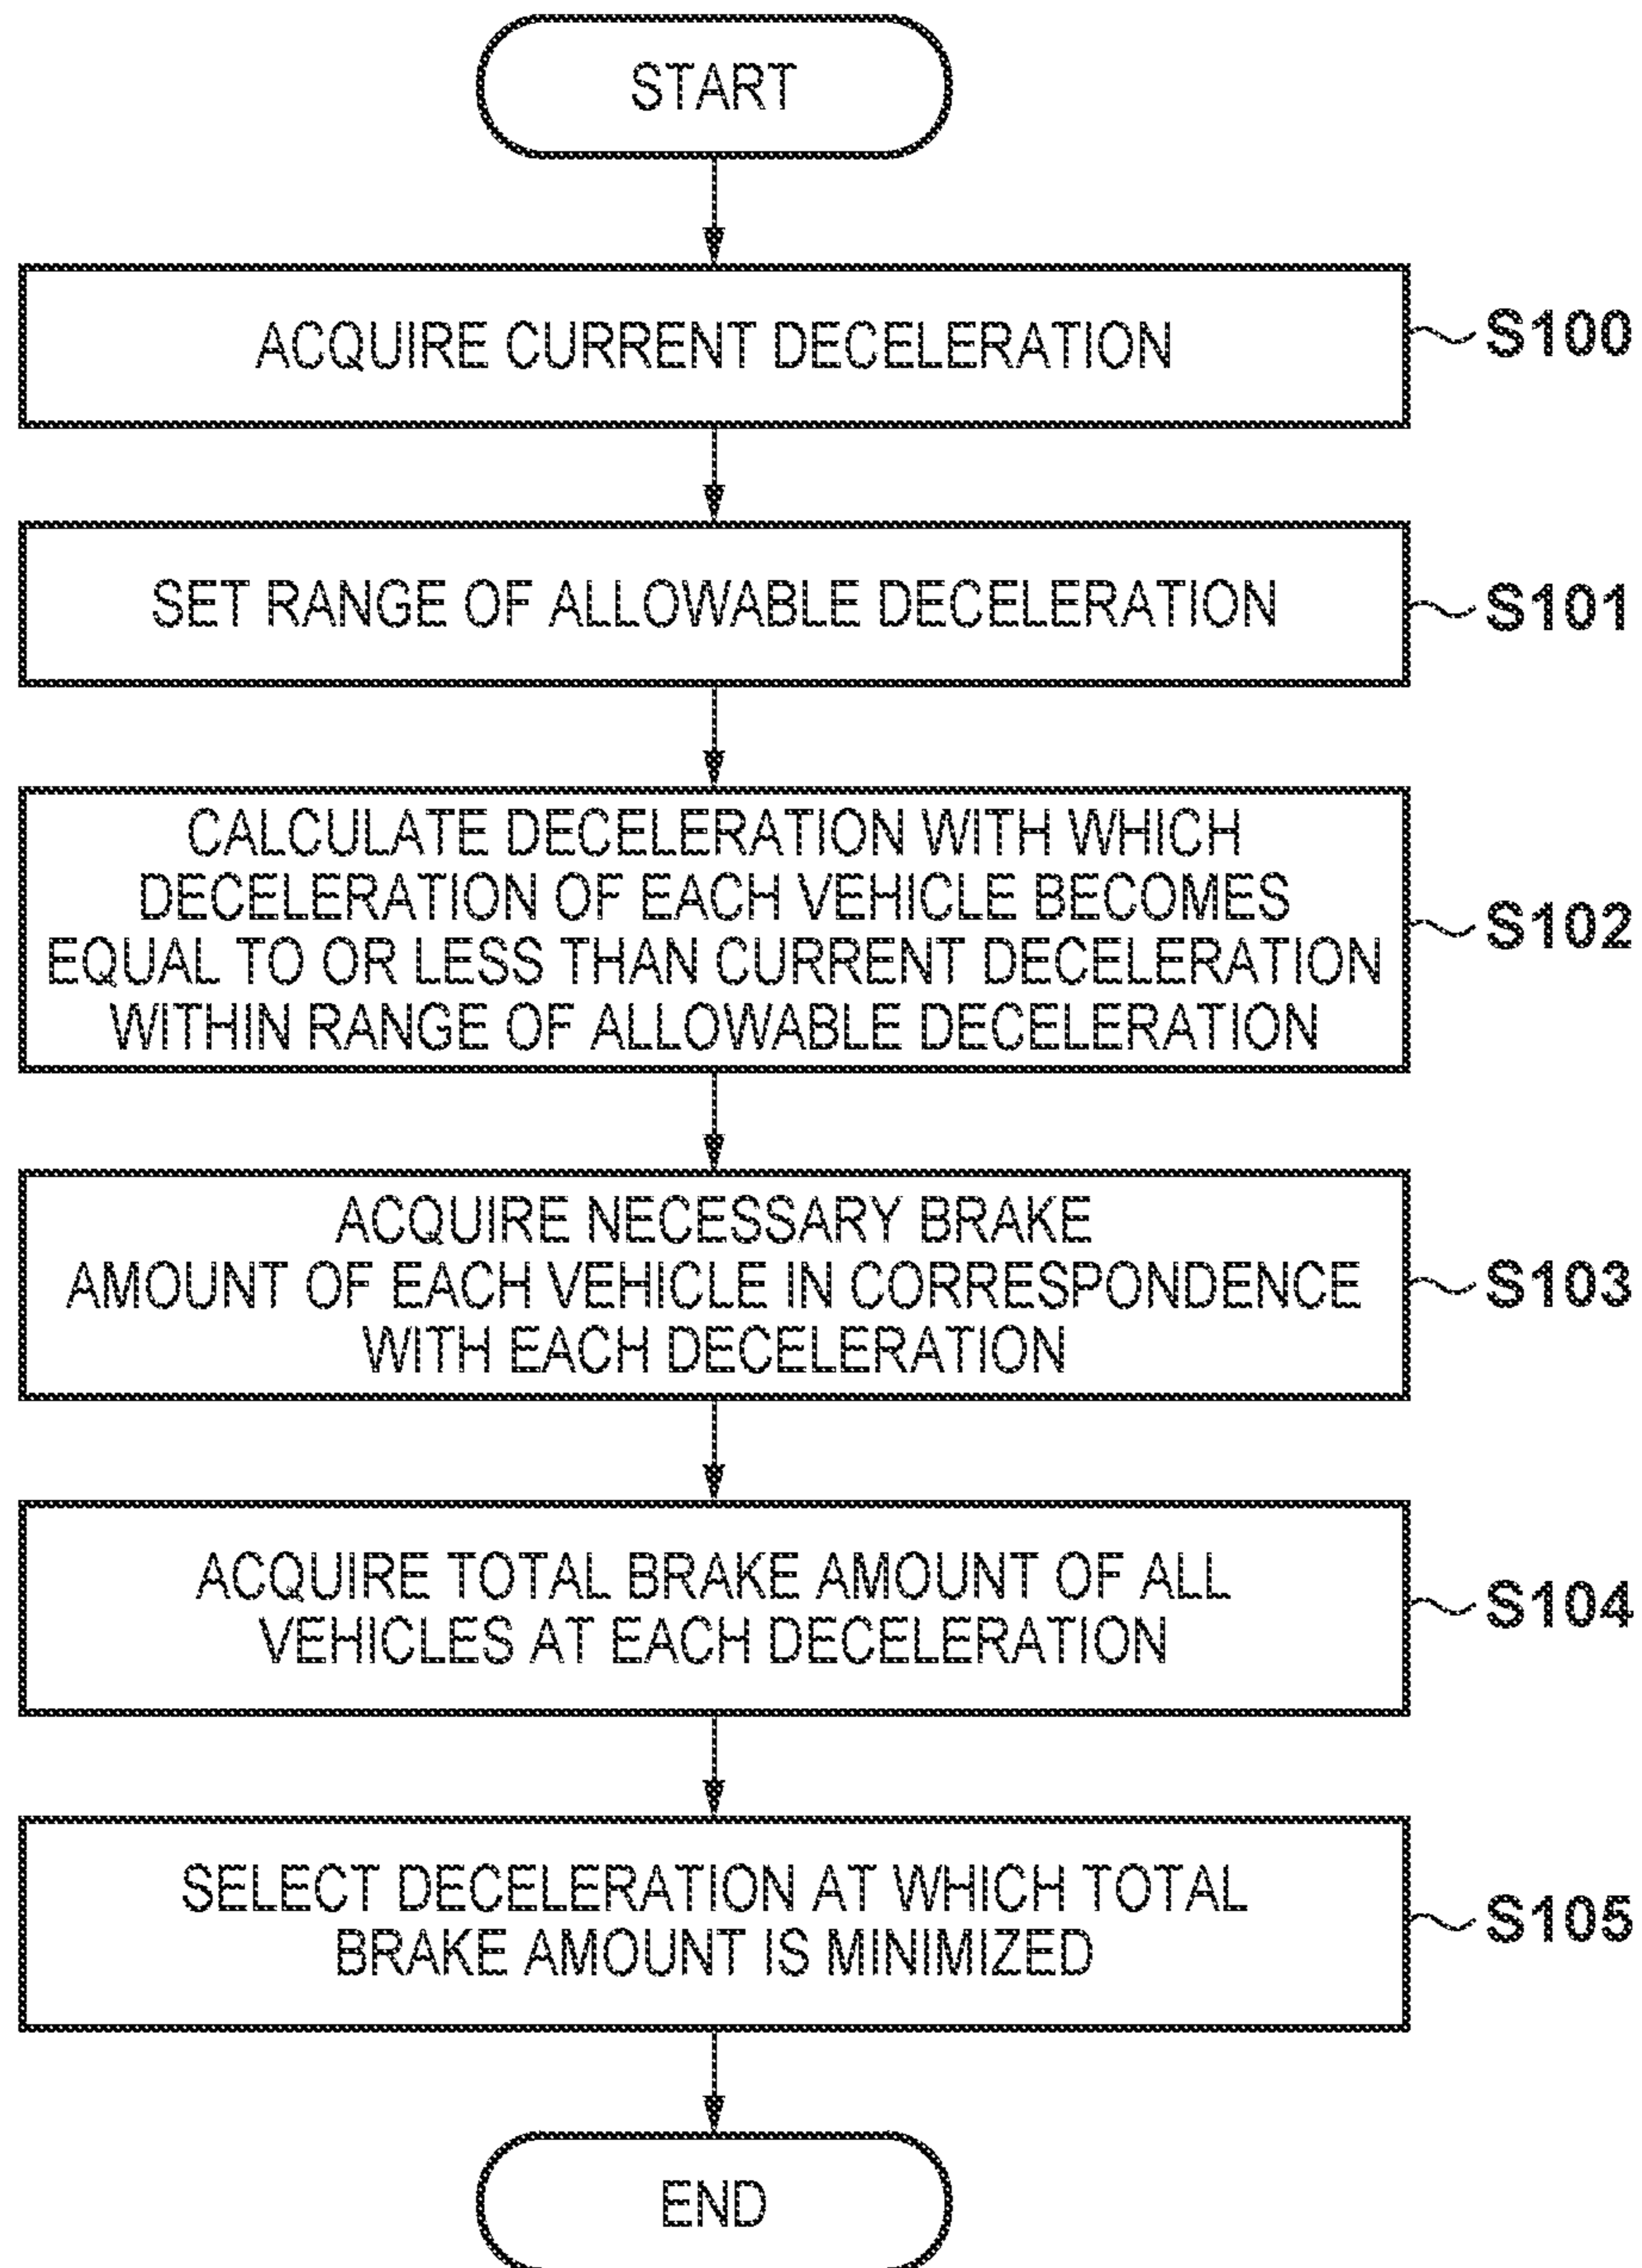 START
ACQUIRE CURRENT DECELERATION
S100
SET RANGE OF ALLOWABLE DECELERATION
S101
CALCULATE DECELERATION WITH WHICH
DECELERATION OF EACH VEHICLE BECOMES
EQUAL TO OR LESS THAN CURRENT DECELERATION
WITHIN RANGE OF ALLOWABLE DECELERATION
S102
ACQUIRE NECESSARY BRAKE
AMOUNT OF EACH VEHICLE IN CORRESPONDENCE
WITH EACH DECELERATION
S103
ACQUIRE TOTAL BRAKE AMOUNT OF ALL
VEHICLES AT EACH DECELERATION
S104
SELECT DECELERATION AT WHICH TOTAL
BRAKE AMOUNT IS MINIMIZED
S105
END